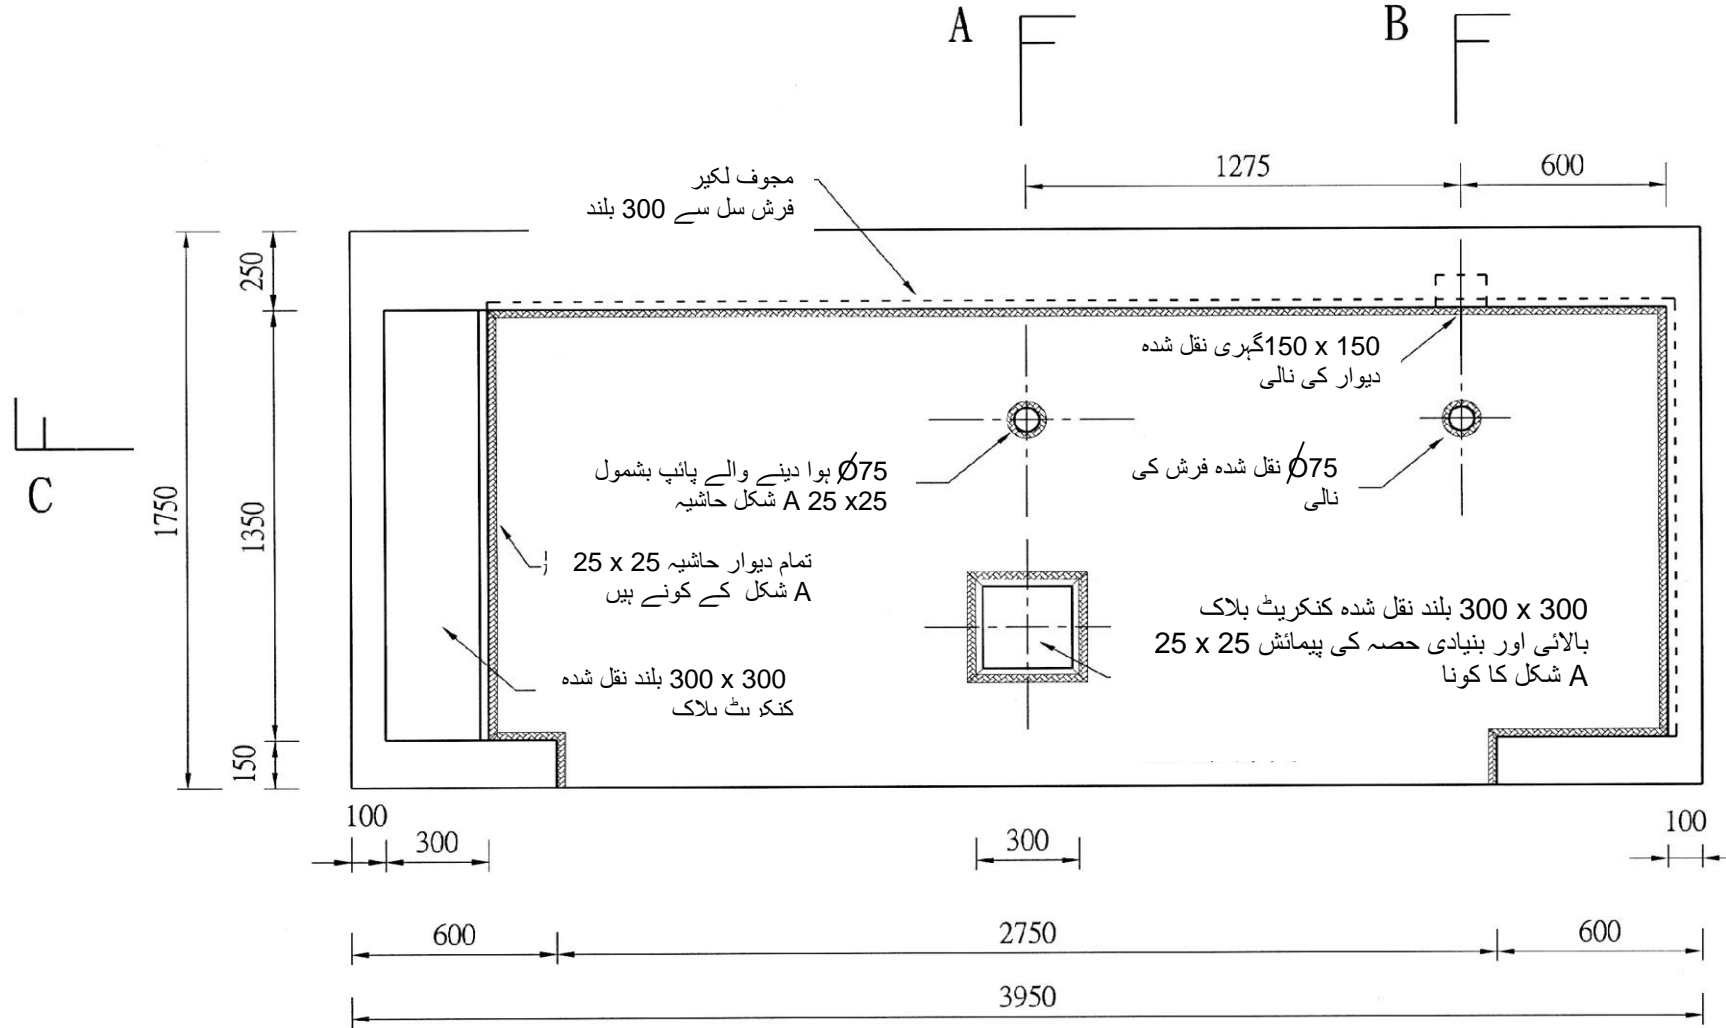 A
B
1275
600
مجوف لکیر
فرش سل سے 300 بلند
250
150 x 150گہری نقل شدہ
دیوار کی نالی
C
1750
1350
Ø75 ہوا دینے والے پائپ بشمول
25 x25 A شکل حاشیہ
Ø75 نقل شدہ فرش کی
نالی
تمام دیوار حاشیہ 25 x 25
A شکل کے کونے ہیں
300 x 300 بلند نقل شدہ کنکریٹ بلاک
بالائی اور بنیادی حصہ کی پیمائش 25 x 25
A شکل کا کونا
300 x 300 بلند نقل شدہ
کنکریٹ بلاک
150
100
300
300
100
600
2750
600
3950